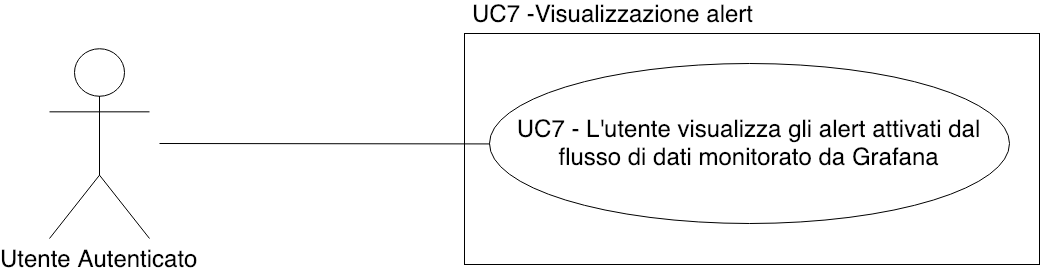 UC7 -Visualizzazione alert
UC7 - L'utente visualizza gli alert attivati dal
flusso di dati monitorato da Grafana
Utente Autenticato